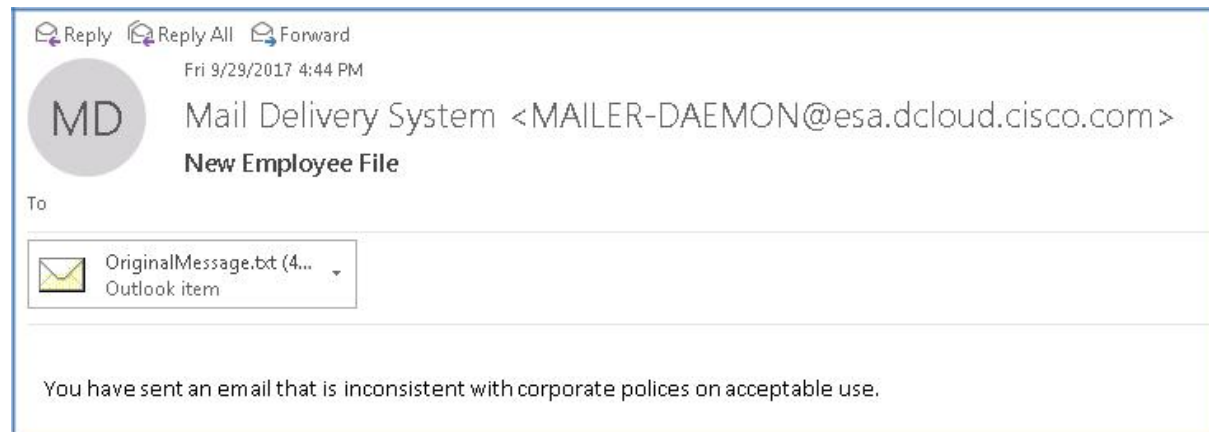 Reply Reply All Forward
Fri 9/29/2017 4:44 PM
MD
Mail Delivery System <MAILER-DAEMON@esa.dcloud.cisco.com>
New Employee File
To
OriginalMessage.txt (4...
Outlook item
You have sent an email that is inconsistent with corporate polices on acceptable use.